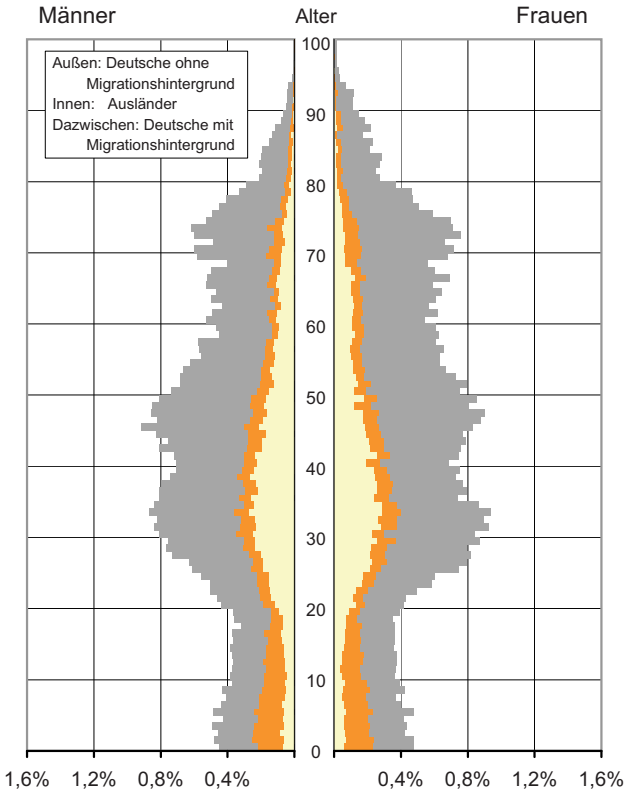 Männer Alter Frauen
100
Außen: Deutsche ohne
Migrationshintergrund
Innen: Ausländer
Dazwischen: Deutsche mit
Migrationshintergrund
90
80
70
60
50
40
30
20
10
0
1,6% 1,2% 0,8% 0,4% 0,4% 0,8% 1,2% 1,6%